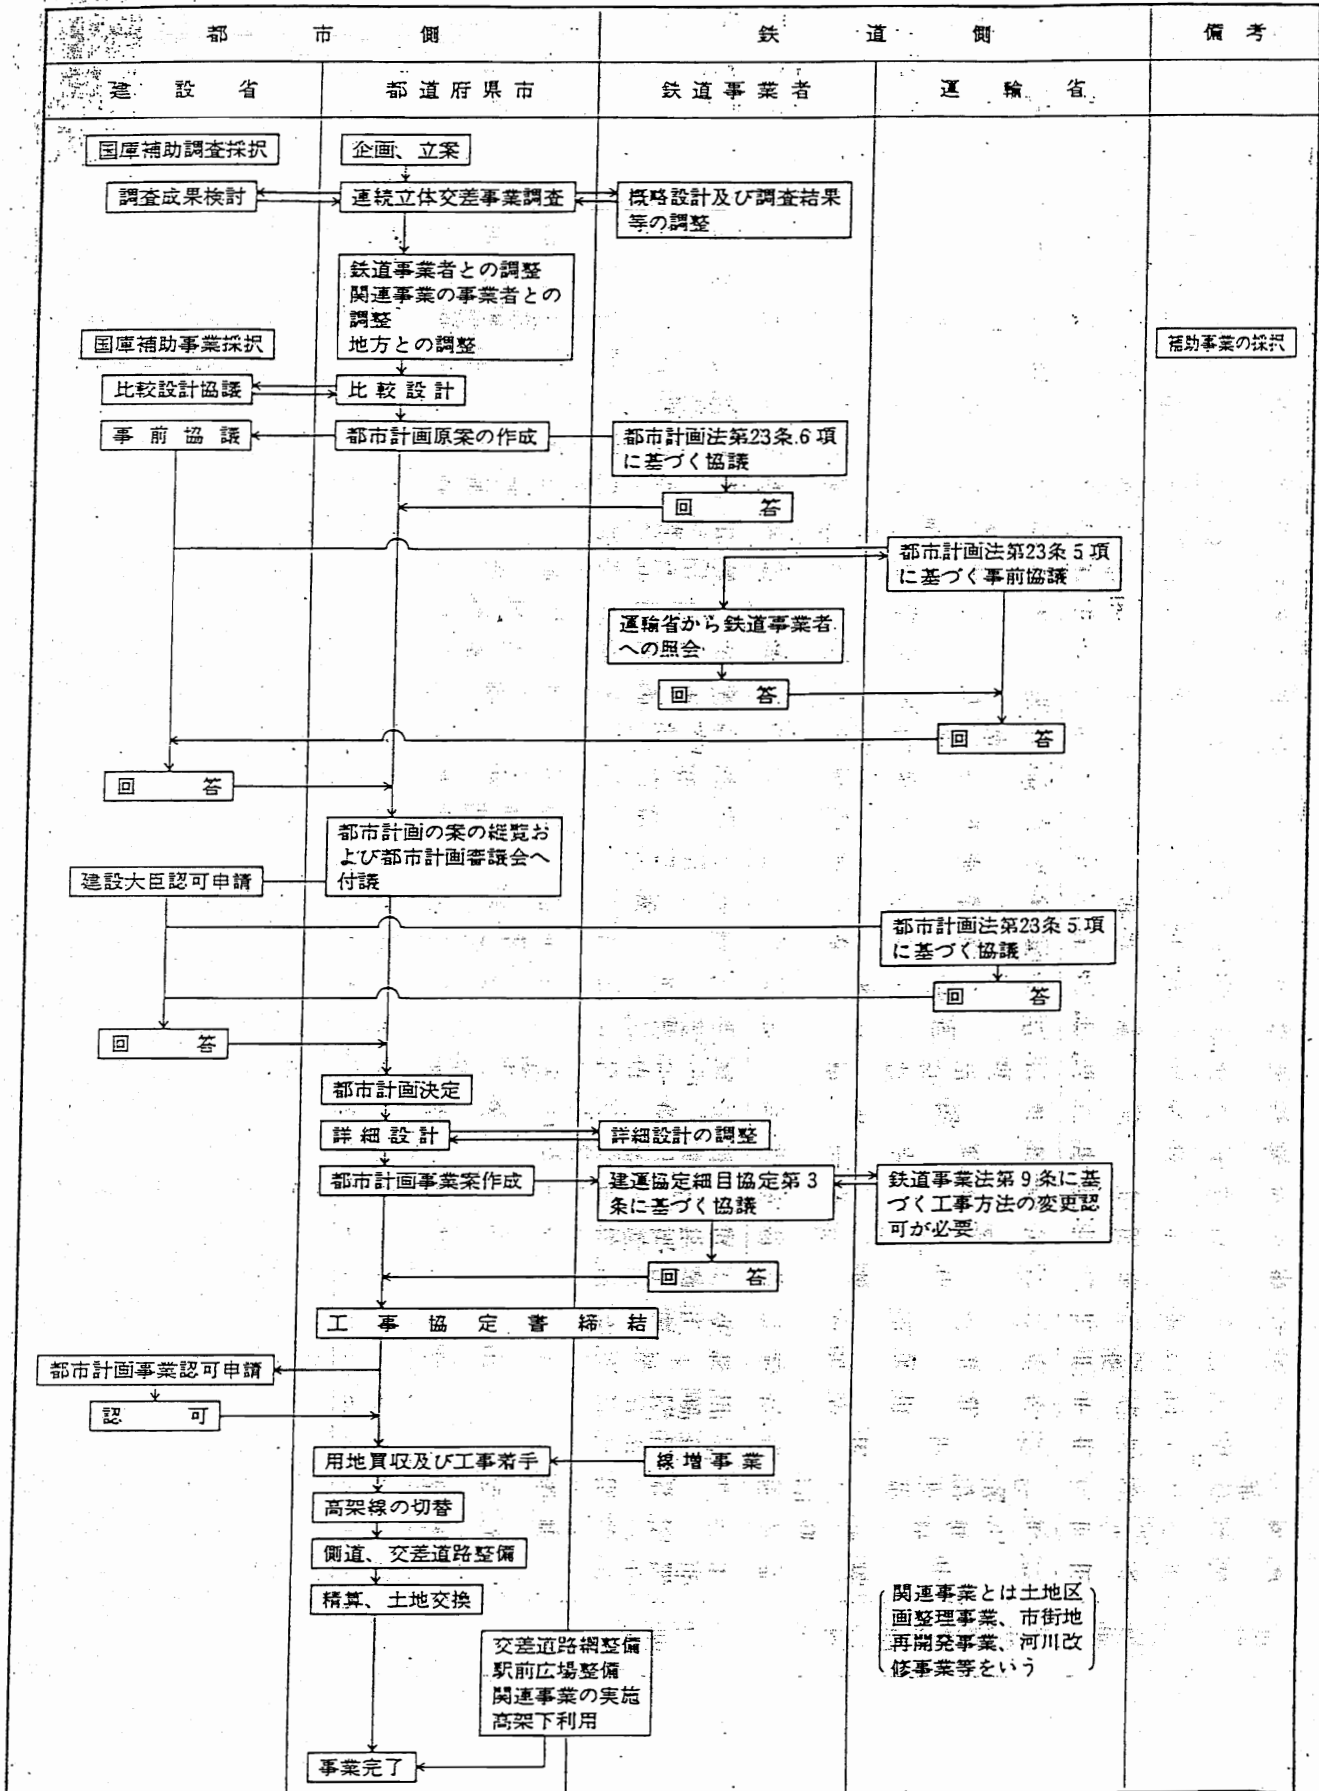 都市側
鉄道側
備考
建設省
都道府県市
鉄道事業者
運輸省
国庫補助調査採択
企画、立案
調査成果検討
連続立体交差事業調査
概略設計及び調査結果
等の調整
鉄道事業者との調整
関連事業の事業者との
調整
地方との調整
国庫補助事業採択
補助事業の採択
比較設計協議
比較設計
事前協議
都市計画原案の作成
都市計画法第23条.6項
に基づく協議
回答
都市計画法第23条5項
に基づく事前協議
運輸省から鉄道事業者
への照会
回答
回答
回答
都市計画の案の縦覧お
よび都市計画審議会へ
付議
建設大臣認可申請
都市計画法第23条5項
に基づく協議
回答
回答
都市計画決定
詳細設計
詳細設計の調整
都市計画事業案作成
建運協定細目協定第3
条に基づく協議
鉄道事業法第9条に基
づく工事方法の変更認
可が必要
回答
工事協定書締結
都市計画事業認可申請
認可
用地買収及び工事着手
線増事業
高架線の切替
側道、交差道路整備
精算、土地交換
関連事業とは土地区
画整理事業、市街地
再開発事業、河川改
修事業等をいう
交差道路網整備
駅前広場整備
関連事業の実施
高架下利用
事業完了